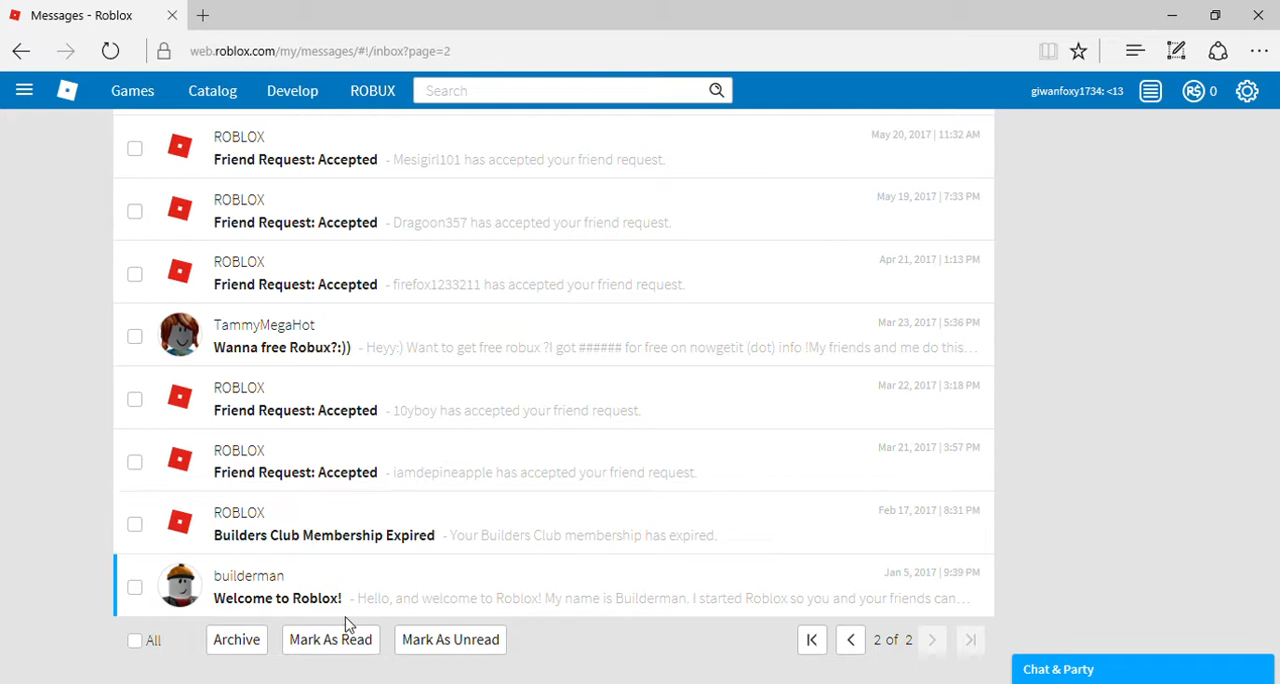 Messages - Roblox
web.roblox.com/my/messages/#!/inbox?page=2
Games Catalog Develop ROBUX Search giwanfoxy1734: <13 R$ 0
ROBLOX May 20, 2017 | 11:32 AM
Friend Request: Accepted - Mesigirl101 has accepted your friend request.
ROBLOX May 19, 2017 | 7:33 PM
Friend Request: Accepted - Dragoon357 has accepted your friend request.
ROBLOX Apr 21, 2017 | 1:13 PM
Friend Request: Accepted - firefox1233211 has accepted your friend request.
TammyMegaHot Mar 23, 2017 | 5:36 PM
Wanna free Robux?:)) - Heyy:) Want to get free robux ?I got ###### for free on nowgetit (dot) info !My friends and me do this...
ROBLOX Mar 22, 2017 | 3:18 PM
Friend Request: Accepted - 10yboy has accepted your friend request.
ROBLOX Mar 21, 2017 | 3:57 PM
Friend Request: Accepted - iamdepineapple has accepted your friend request.
ROBLOX Feb 17, 2017 | 8:31 PM
Builders Club Membership Expired - Your Builders Club membership has expired.
builderman Jan 5, 2017 | 9:39 PM
Welcome to Roblox! - Hello, and welcome to Roblox! My name is Builderman. I started Roblox so you and your friends can...
All Archive Mark As Read Mark As Unread 2 of 2
Chat & Party